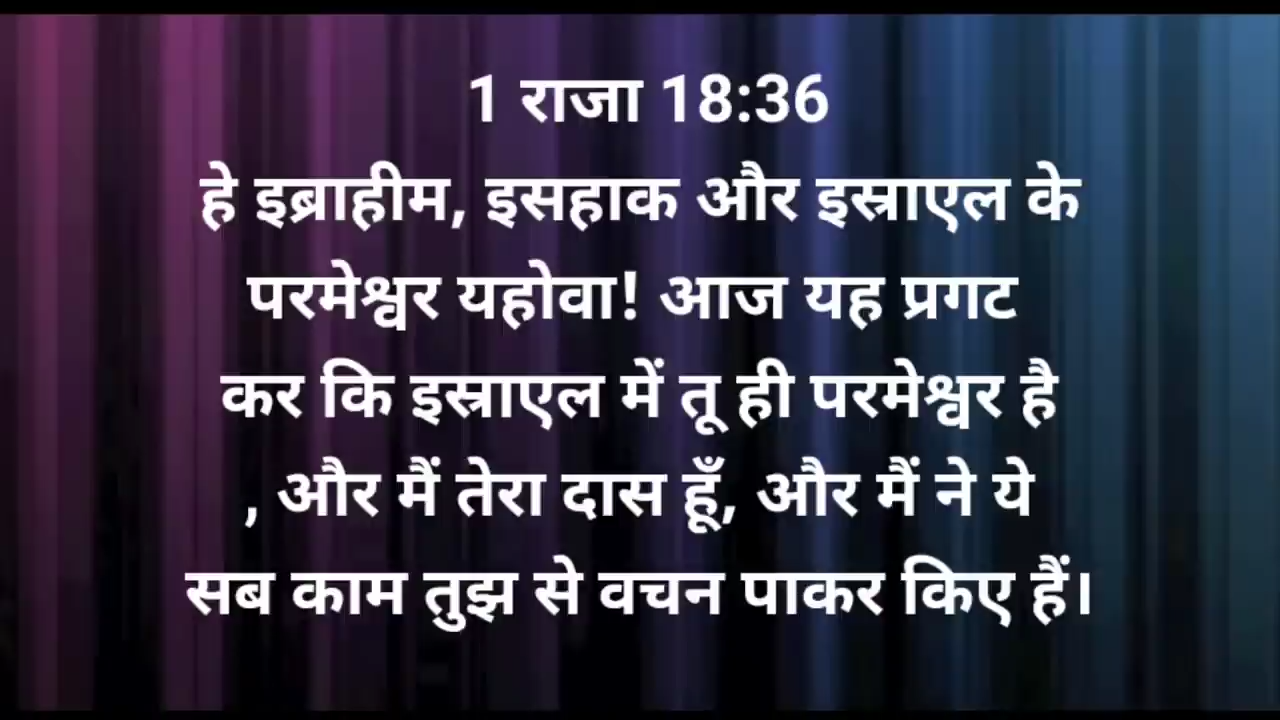 1 राजा 18:36
हे इब्राहीम, इसहाक और इस्राएल के
परमेश्वर यहोवा! आज यह प्रगट
कर कि इस्राएल में तू ही परमेश्वर है
, और मैं तेरा दास हूँ, और मैं ने ये
सब काम तुझ से वचन पाकर किए हैं।